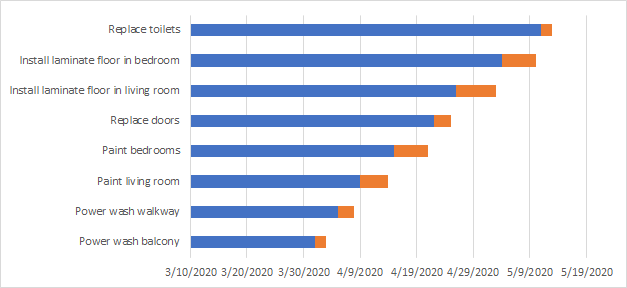 Replace toilets
Install laminate floor in bedroom
Install laminate floor in living room
Replace doors
Paint bedrooms
Paint living room
Power wash walkway
Power wash balcony
3/10/2020 3/20/2020 3/30/2020 4/9/2020 4/19/2020 4/29/2020 5/9/2020 5/19/2020